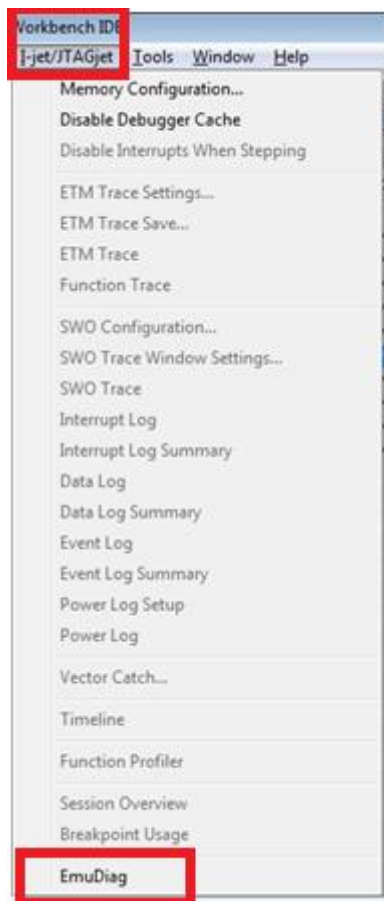 Workbench IDE
I-jet/JTAGjet Tools Window Help
Memory Configuration...
Disable Debugger Cache
Disable Interrupts When Stepping
ETM Trace Settings...
ETM Trace Save...
ETM Trace
Function Trace
SWO Configuration...
SWO Trace Window Settings...
SWO Trace
Interrupt Log
Interrupt Log Summary
Data Log
Data Log Summary
Event Log
Event Log Summary
Power Log Setup
Power Log
Vector Catch...
Timeline
Function Profiler
Session Overview
Breakpoint Usage
EmuDiag